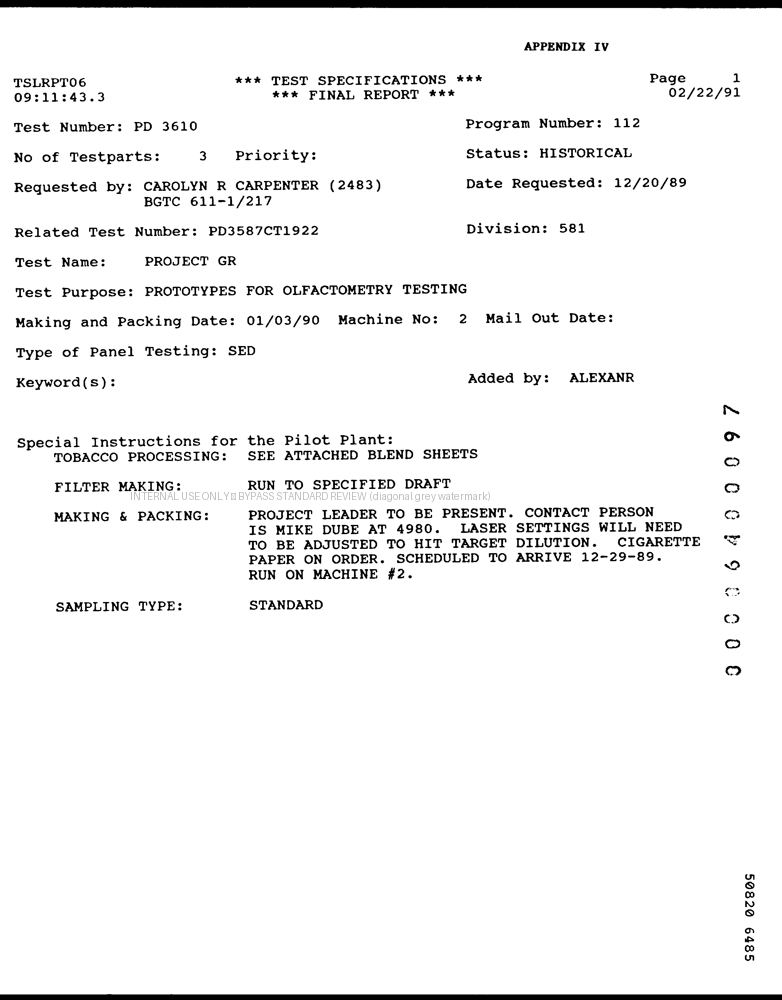 APPENDIX IV
TSLRPT06 *** TEST SPECIFICATIONS *** Page 1
09:11:43.3 *** FINAL REPORT *** 02/22/91
Test Number: PD 3610 Program Number: 112
No of Testparts: 3 Priority: Status: HISTORICAL
Requested by: CAROLYN R CARPENTER (2483) Date Requested: 12/20/89
BGTC 611-1/217
Related Test Number: PD3587CT1922 Division: 581
Test Name: PROJECT GR
Test Purpose: PROTOTYPES FOR OLFACTOMETRY TESTING
Making and Packing Date: 01/03/90 Machine No: 2 Mail Out Date:
Type of Panel Testing: SED
Keyword(s): Added by: ALEXANR
Special Instructions for the Pilot Plant:
TOBACCO PROCESSING: SEE ATTACHED BLEND SHEETS
FILTER MAKING: RUN TO SPECIFIED DRAFT
INTERNAL USE ONLY BYPASS STANDARD REVIEW (diagonal grey watermark)
MAKING & PACKING: PROJECT LEADER TO BE PRESENT. CONTACT PERSON
IS MIKE DUBE AT 4980. LASER SETTINGS WILL NEED
TO BE ADJUSTED TO HIT TARGET DILUTION. CIGARETTE
PAPER ON ORDER. SCHEDULED TO ARRIVE 12-29-89.
RUN ON MACHINE #2.
SAMPLING TYPE: STANDARD
50820 6485